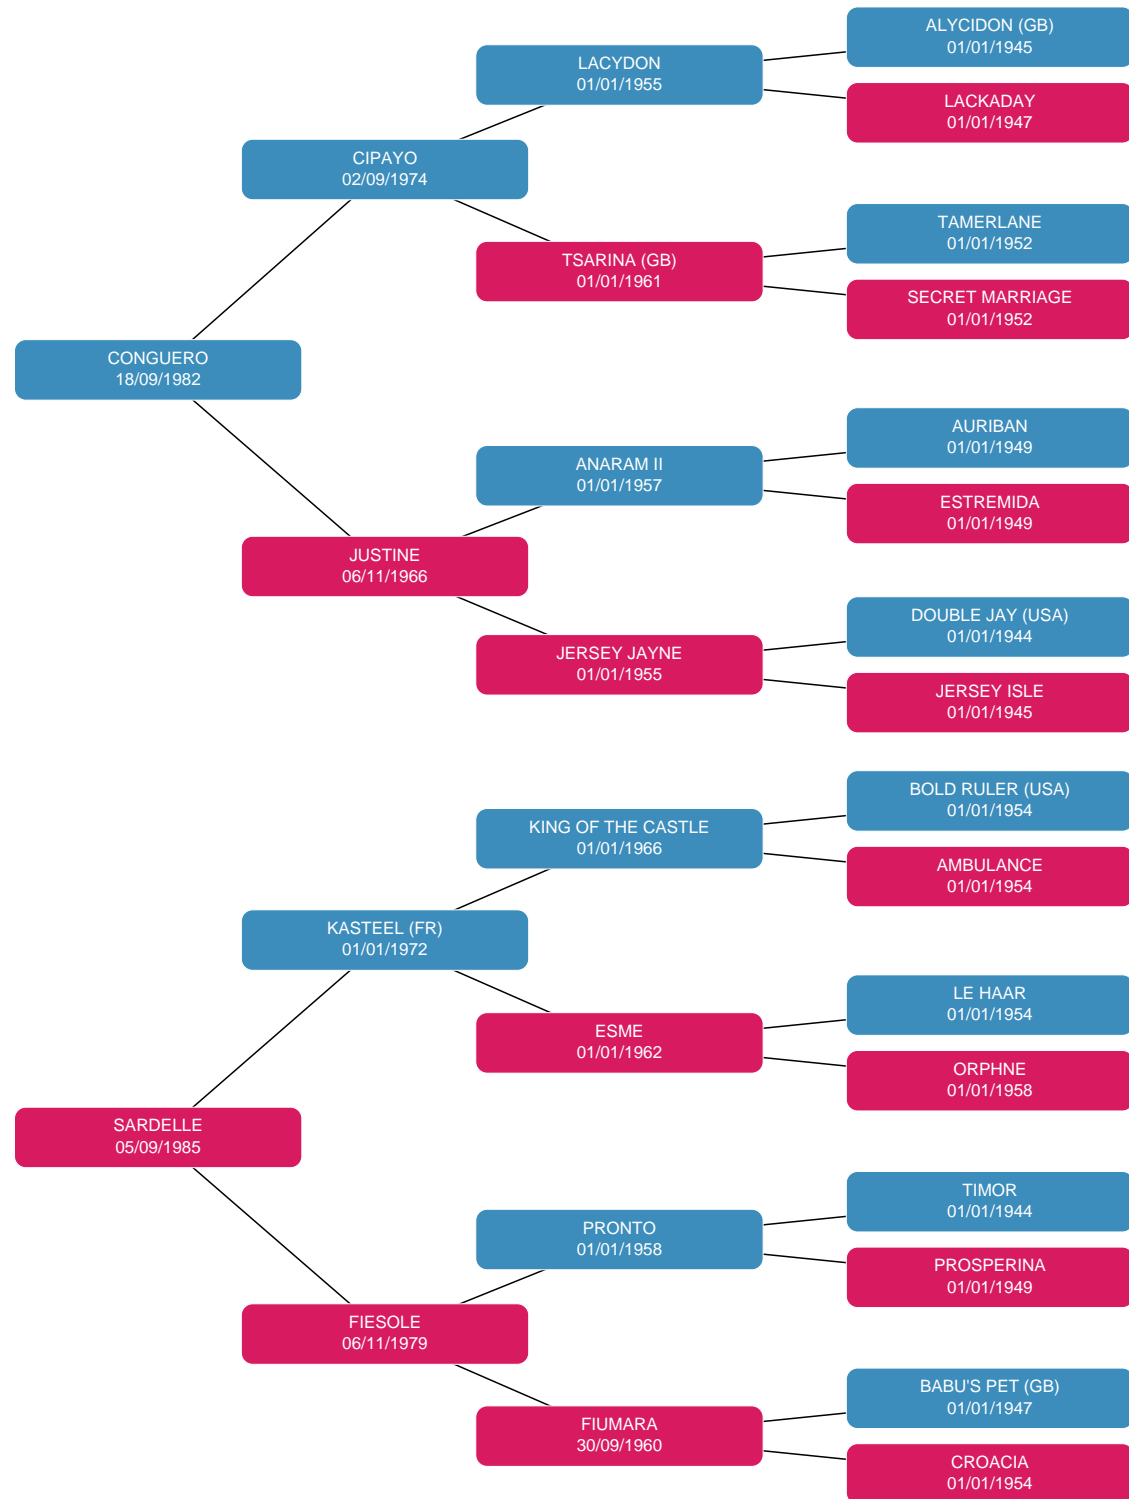 ALYCIDON (GB)
01/01/1945
LACYDON
01/01/1955
LACKADAY
01/01/1947
CIPAYO
02/09/1974
TAMERLANE
01/01/1952
TSARINA (GB)
01/01/1961
SECRET MARRIAGE
01/01/1952
CONGUERO
18/09/1982
AURIBAN
01/01/1949
ANARAM II
01/01/1957
ESTREMIDA
01/01/1949
JUSTINE
06/11/1966
DOUBLE JAY (USA)
01/01/1944
JERSEY JAYNE
01/01/1955
JERSEY ISLE
01/01/1945
BOLD RULER (USA)
01/01/1954
KING OF THE CASTLE
01/01/1966
AMBULANCE
01/01/1954
KASTEEL (FR)
01/01/1972
LE HAAR
01/01/1954
ESME
01/01/1962
ORPHNE
01/01/1958
SARDELLE
05/09/1985
TIMOR
01/01/1944
PRONTO
01/01/1958
PROSPERINA
01/01/1949
FIESOLE
06/11/1979
BABU'S PET (GB)
01/01/1947
FIUMARA
30/09/1960
CROACIA
01/01/1954